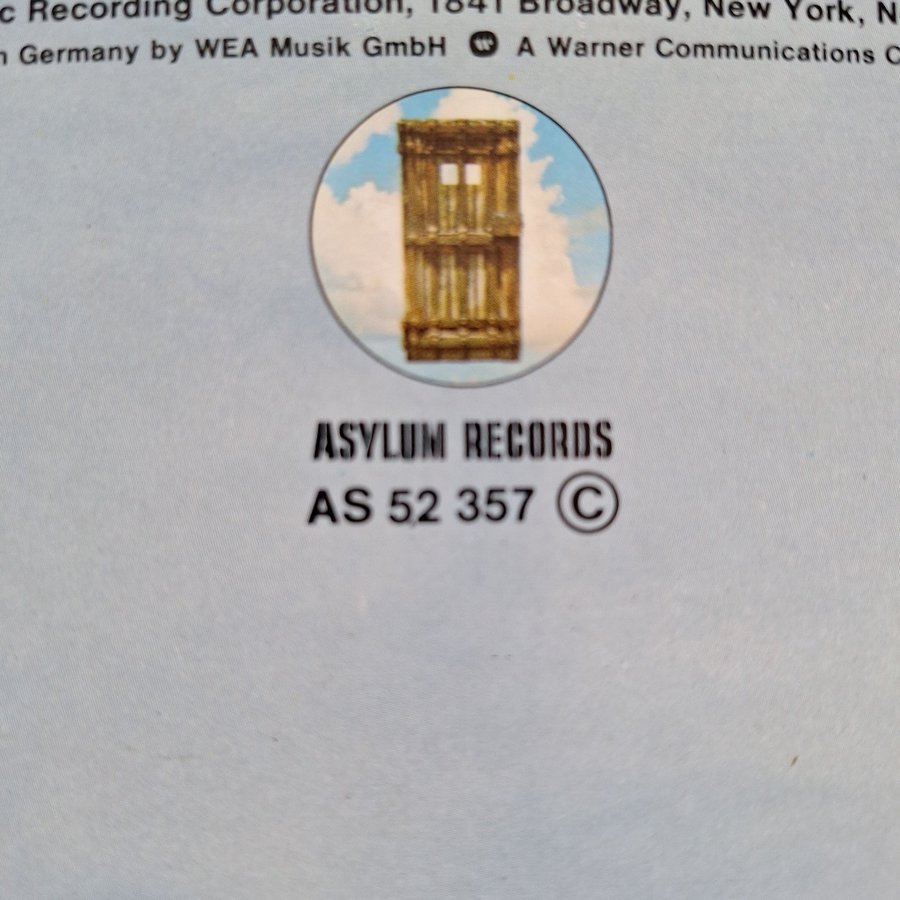 c Recording Corporation, 1841 Broadway, New York, N
n Germany by WEA Musik GmbH W A Warner Communications C
ASYLUM RECORDS
AS 52 357 ©